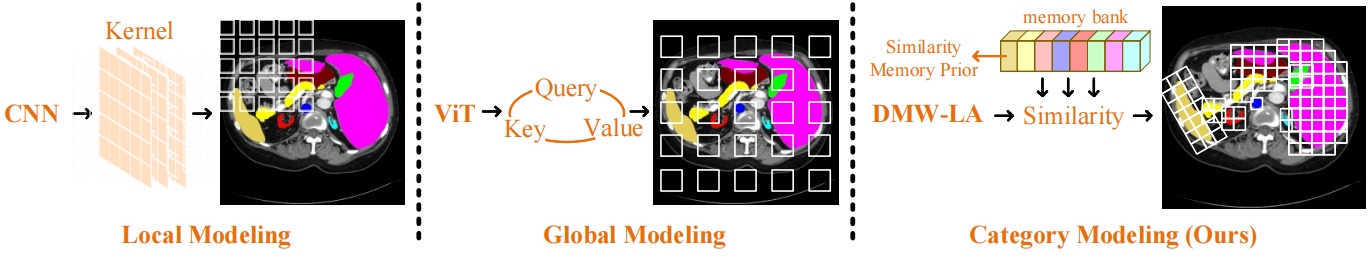 Kernel
CNN
Local Modeling
ViT
Query
Key
Value
Global Modeling
memory bank
Similarity
Memory Prior
DMW-LA
Similarity
Category Modeling (Ours)